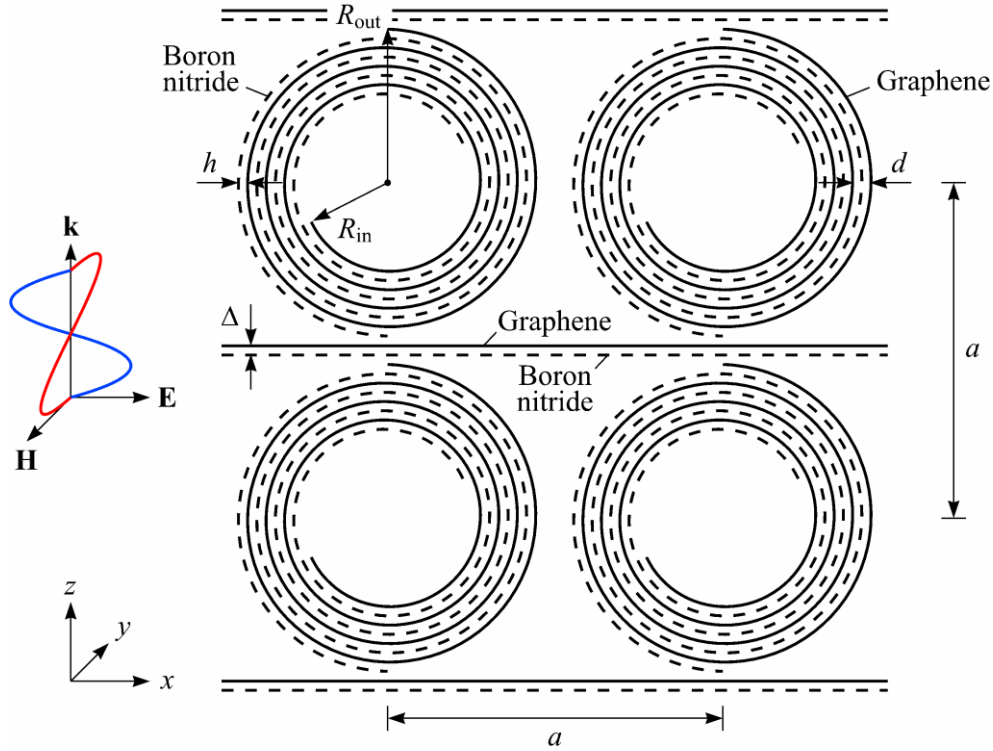 R_out
Boron
nitride
Graphene
h
d
R_in
k
Δ
Graphene
a
Boron
nitride
E
H
z
y
x
a